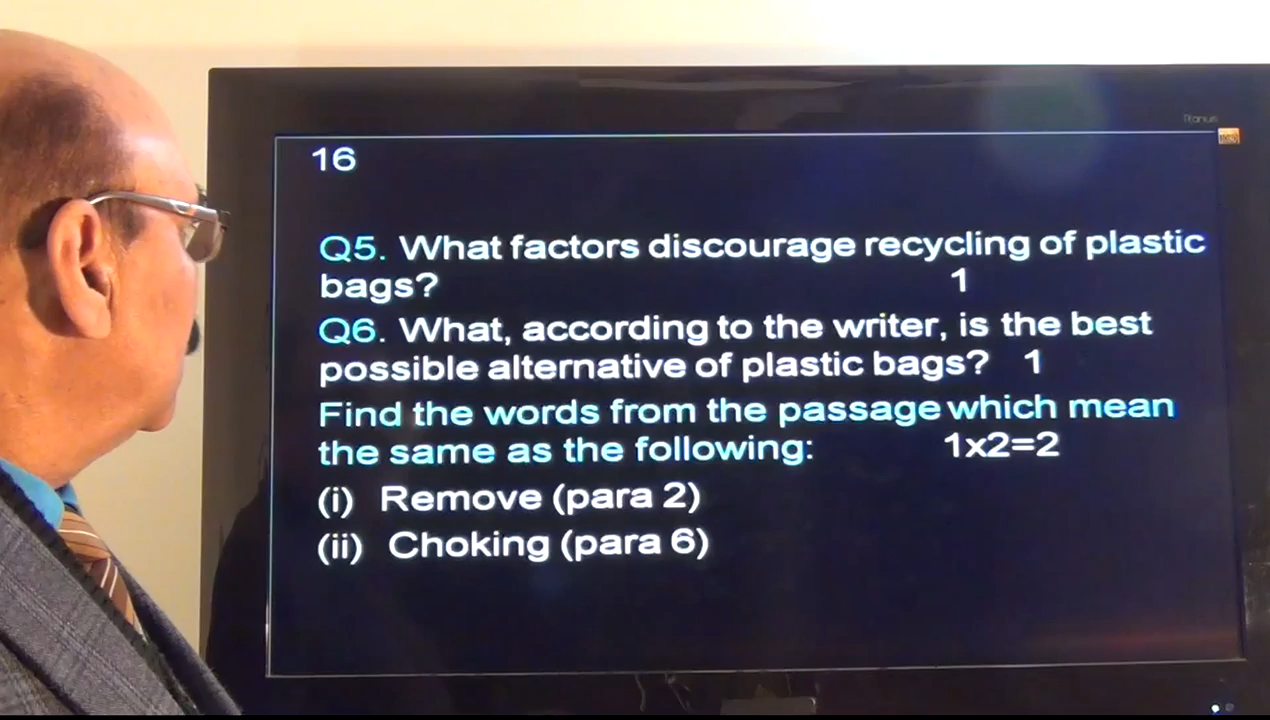 16
Q5. What factors discourage recycling of plastic
bags? 1
Q6. What, according to the writer, is the best
possible alternative of plastic bags? 1
Find the words from the passage which mean
the same as the following: 1x2=2
(i) Remove (para 2)
(ii) Choking (para 6)